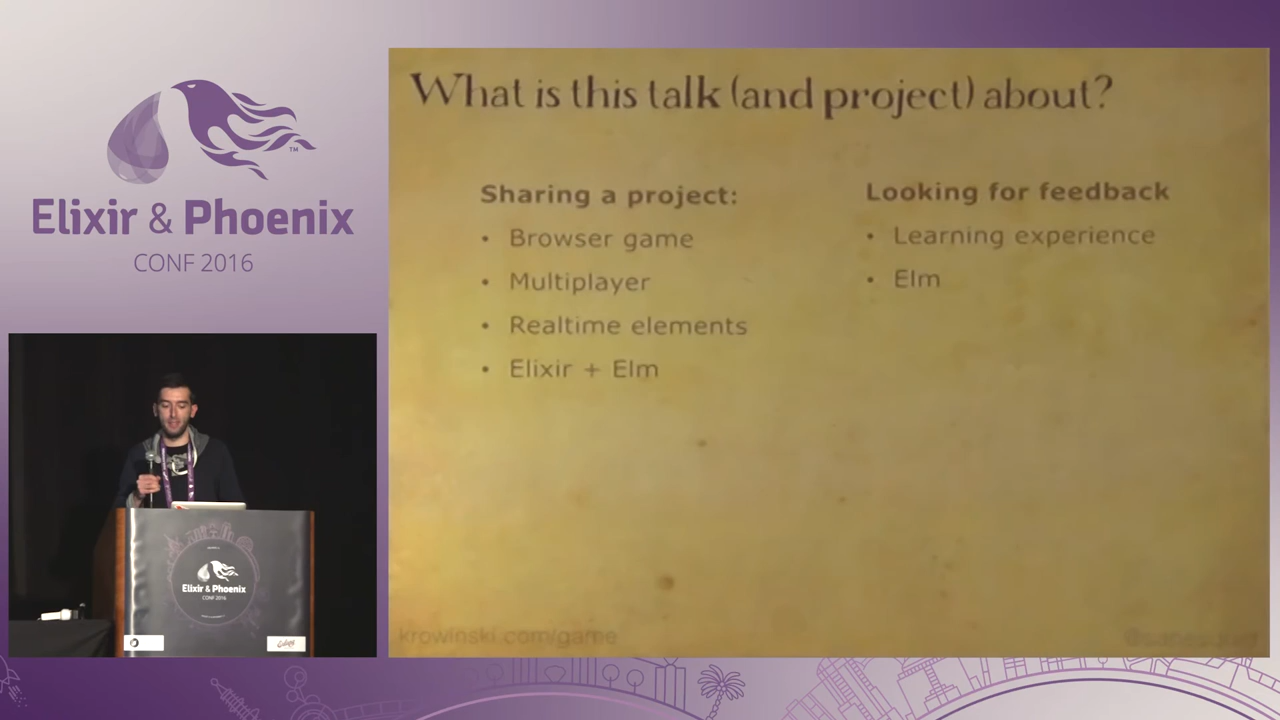 Elixir & Phoenix
TM
CONF 2016
What is this talk (and project) about?
Sharing a project:
• Browser game
• Multiplayer
• Realtime elements
• Elixir + Elm
Looking for feedback
• Learning experience
• Elm
krowinski.com/game
Elixir & Phoenix
CONF 2016